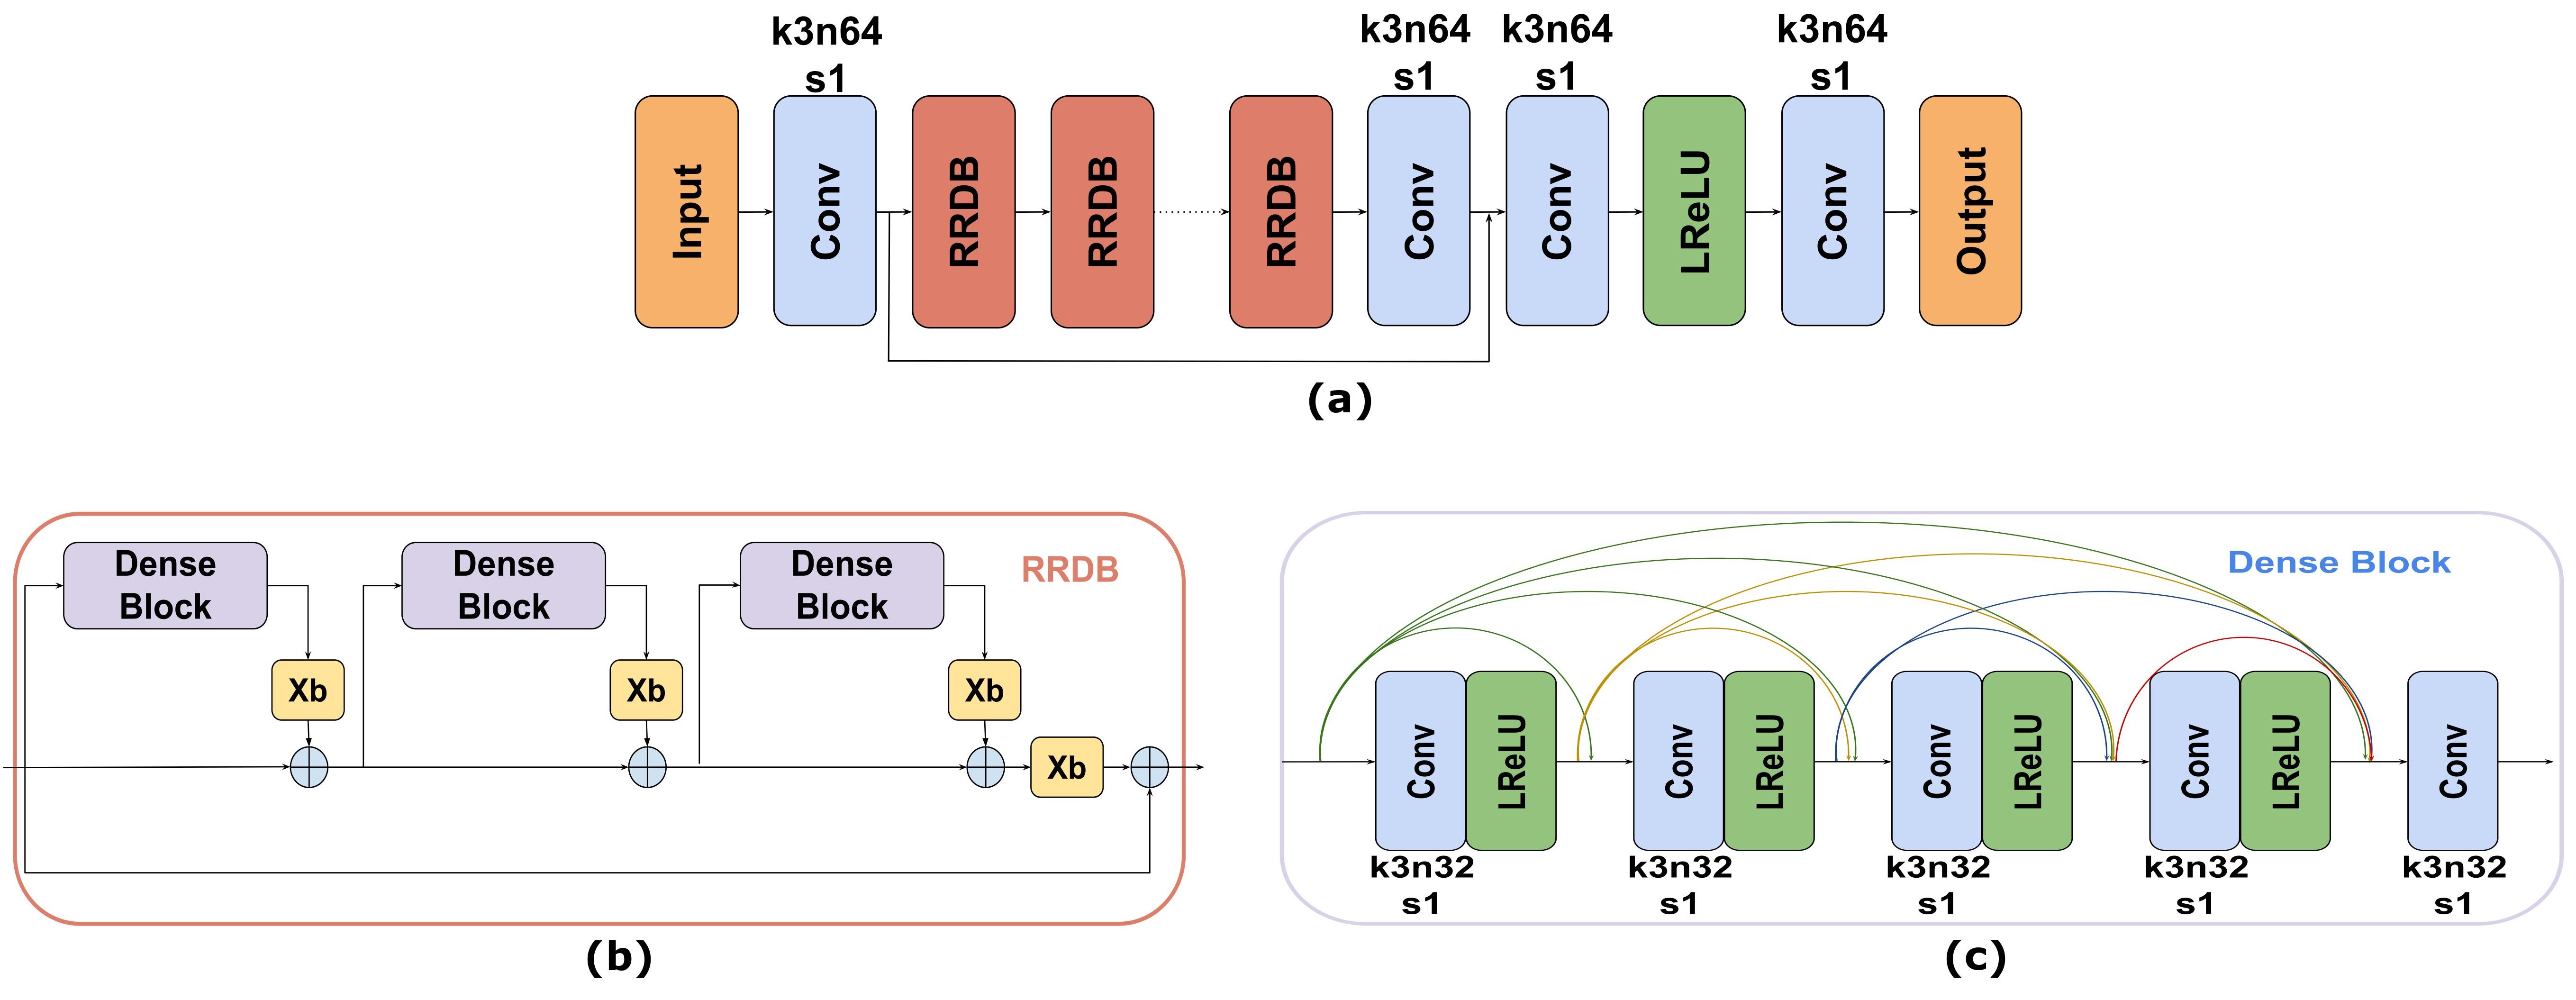 k3n64
s1
k3n64
s1
k3n64
s1
k3n64
s1
Input
Conv
RRDB
RRDB
RRDB
Conv
Conv
LReLU
Conv
Output
(a)
Dense
Block
Dense
Block
Dense
Block
RRDB
Xb
Xb
Xb
Xb
(b)
Dense Block
Conv
LReLU
Conv
LReLU
Conv
LReLU
Conv
LReLU
Conv
k3n32
s1
k3n32
s1
k3n32
s1
k3n32
s1
k3n32
s1
(c)